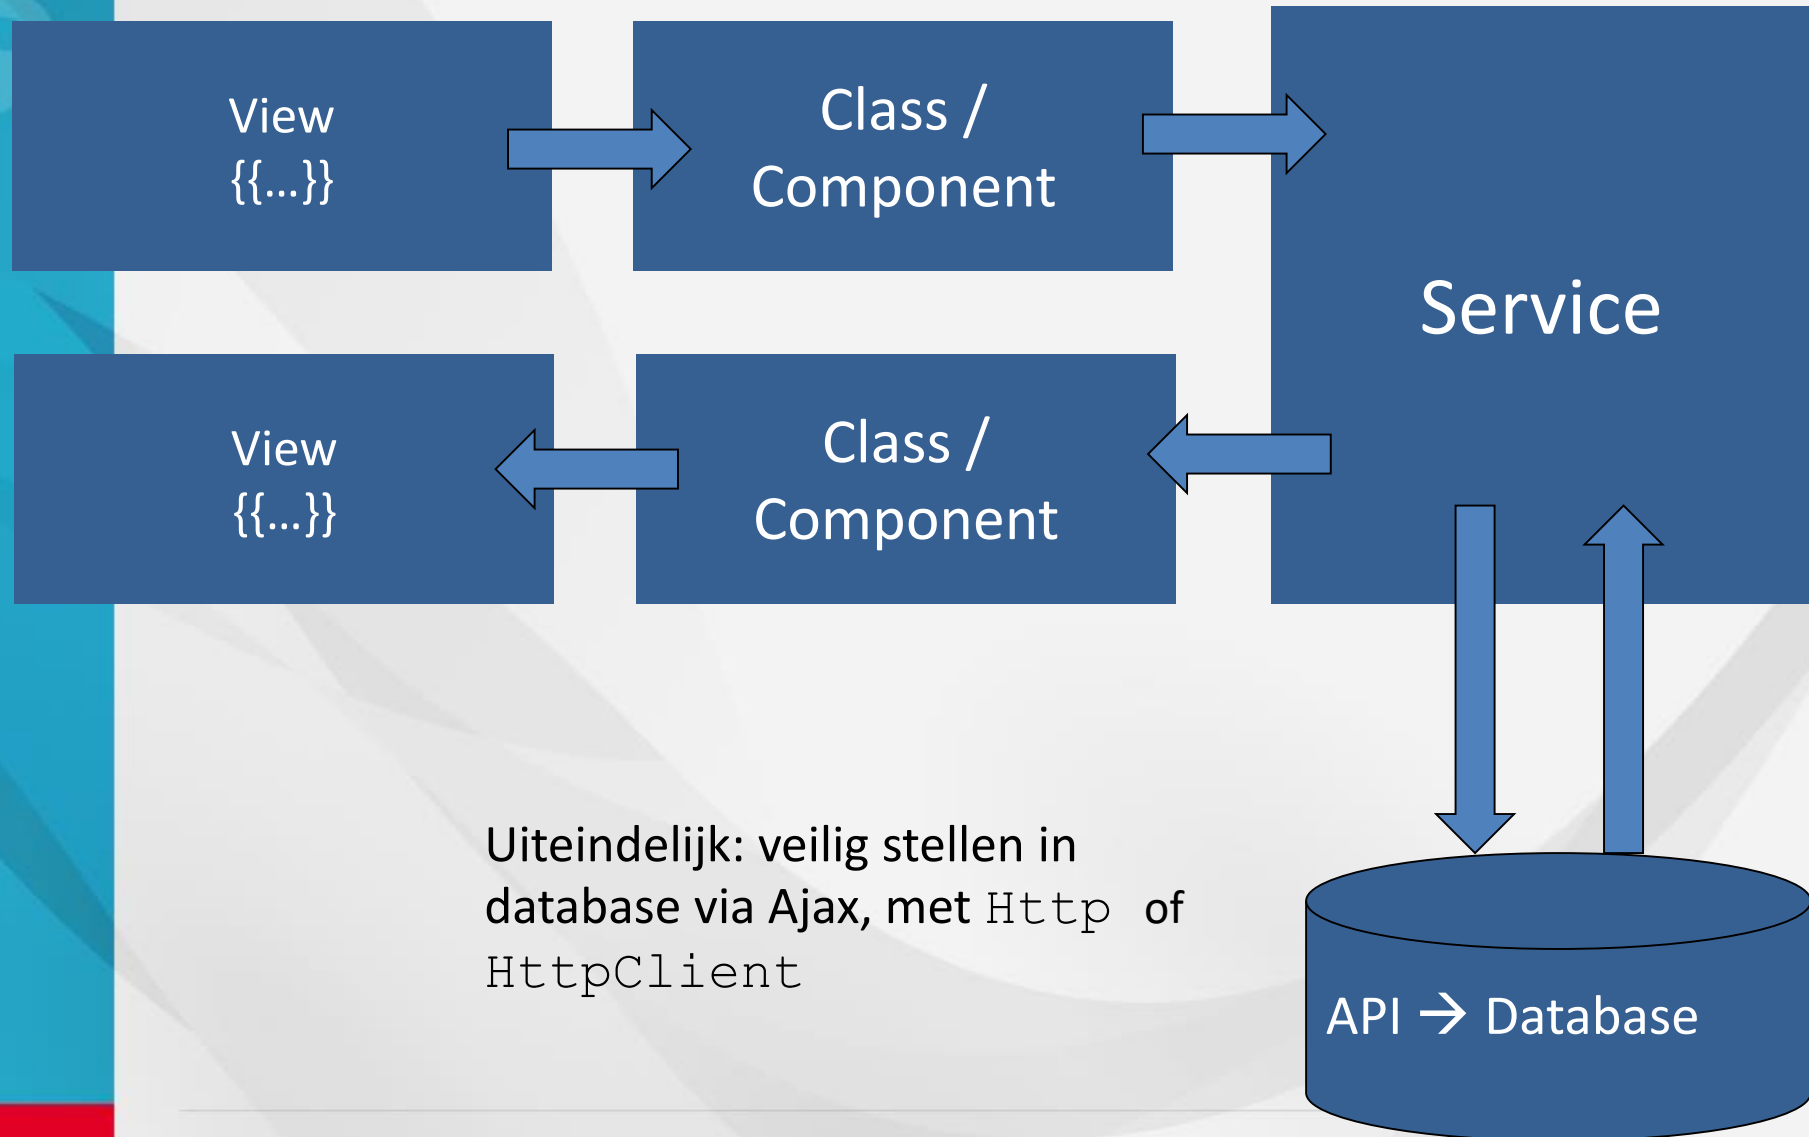 View
{{…}}
Class /
Component
Service
View
{{…}}
Class /
Component
Uiteindelijk: veilig stellen in
database via Ajax, met Http of
HttpClient
API → Database